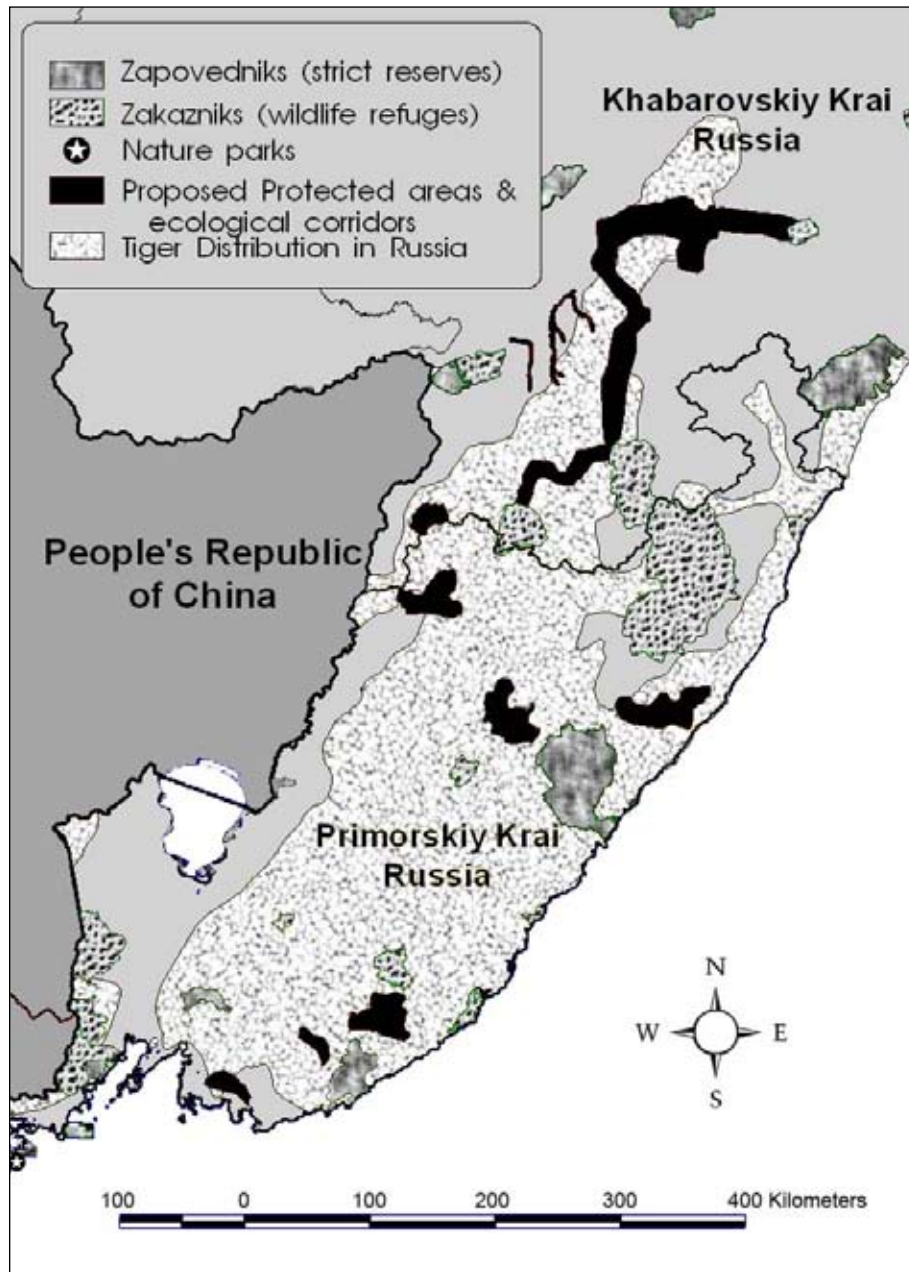 Zapovedniks (strict reserves)
Zakazniks (wildlife refuges)
Nature parks
Proposed Protected areas &
ecological corridors
Tiger Distribution in Russia
Khabarovskiy Krai
Russia
People's Republic
of China
Primorskiy Krai
Russia
N
W E
S
100 0 100 200 300 400 Kilometers